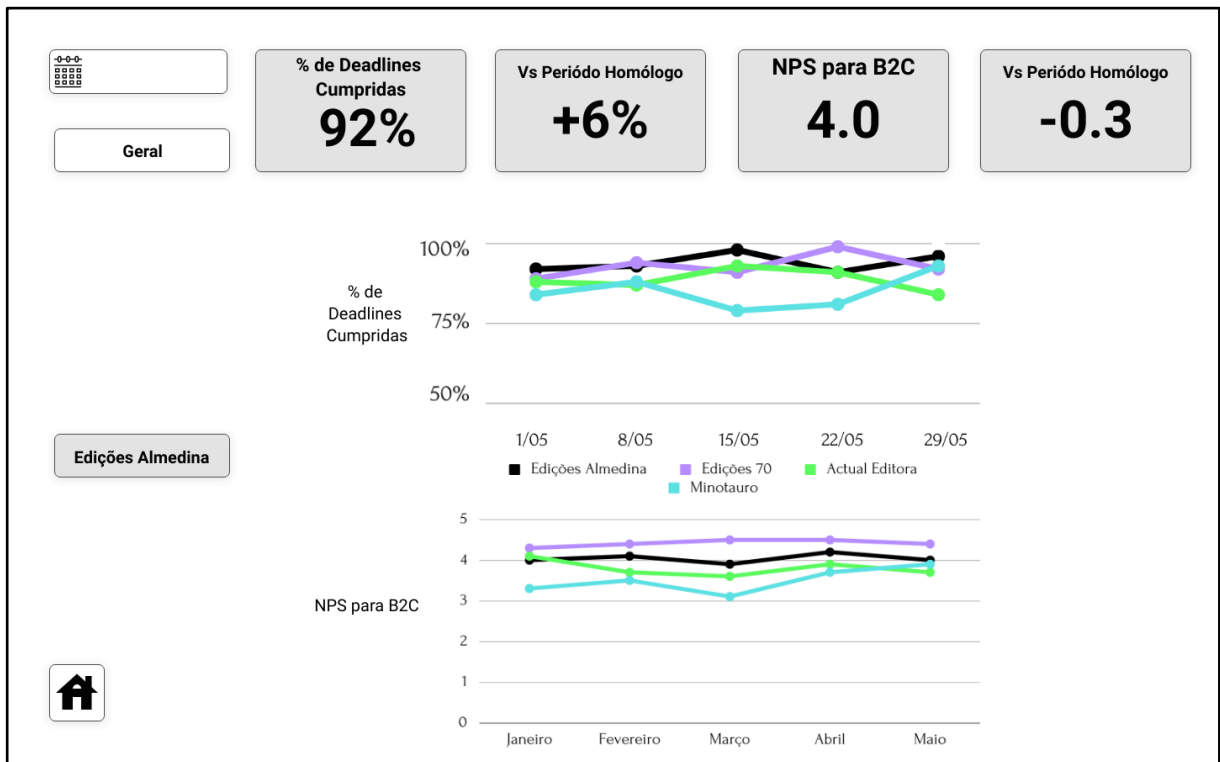 % de Deadlines
Cumpridas
92%
Vs Periódo Homólogo
+6%
NPS para B2C
4.0
Vs Periódo Homólogo
-0.3
Geral
% de
Deadlines
Cumpridas
100%
75%
50%
1/05 8/05 15/05 22/05 29/05
Edições Almedina Edições 70 Actual Editora
Minotauro
Edições Almedina
NPS para B2C
5
4
3
2
1
0
Janeiro Fevereiro Março Abril Maio